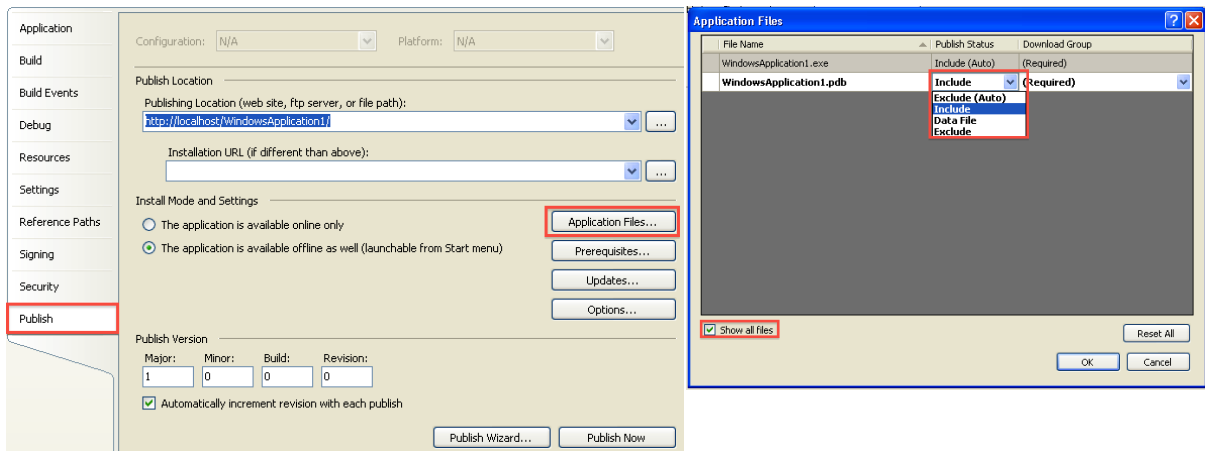 Application
Build
Build Events
Debug
Resources
Settings
Reference Paths
Signing
Security
Publish
Configuration: N/A Platform: N/A
Publish Location
Publishing Location (web site, ftp server, or file path):
http://localhost/WindowsApplication1/ ...
Installation URL (if different than above):
...
Install Mode and Settings
The application is available online only
The application is available offline as well (launchable from Start menu)
Application Files...
Prerequisites...
Updates...
Options...
Publish Version
Major: Minor: Build: Revision:
1 0 0 0
Automatically increment revision with each publish
Publish Wizard... Publish Now
Application Files
File Name Publish Status Download Group
WindowsApplication1.exe Include (Auto) (Required)
WindowsApplication1.pdb Include (Required)
Exclude (Auto)
Include
Data File
Exclude
Show all files
Reset All
OK Cancel